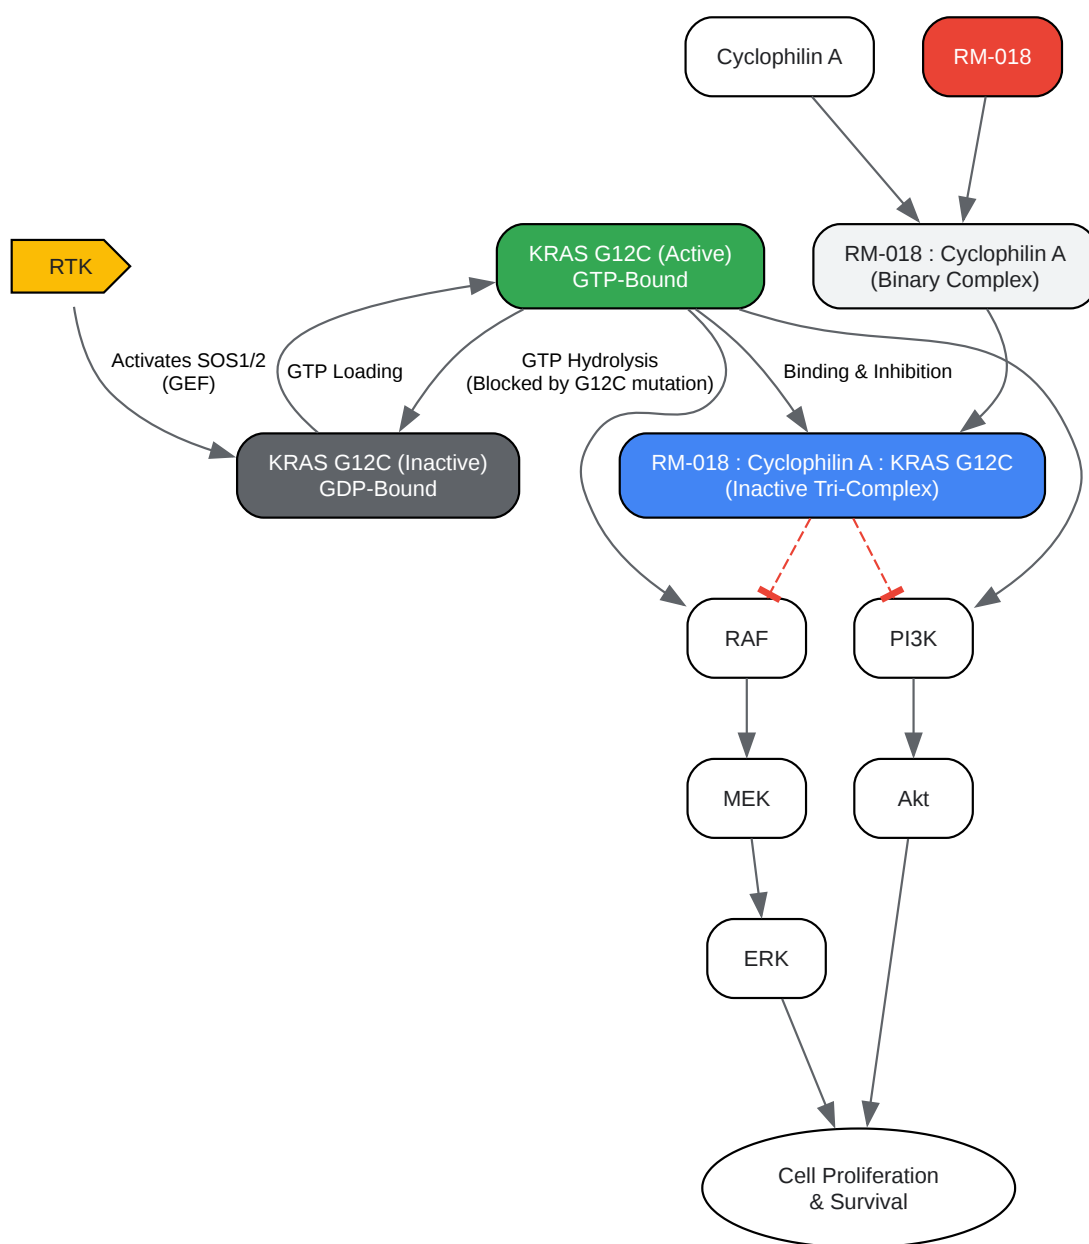 Cyclophilin A
RM-018
RTK
KRAS G12C (Active)
GTP-Bound
RM-018 : Cyclophilin A
(Binary Complex)
Activates SOS1/2
(GEF)
GTP Loading
GTP Hydrolysis
(Blocked by G12C mutation)
Binding & Inhibition
KRAS G12C (Inactive)
GDP-Bound
RM-018 : Cyclophilin A : KRAS G12C
(Inactive Tri-Complex)
RAF
PI3K
MEK
Akt
ERK
Cell Proliferation
& Survival